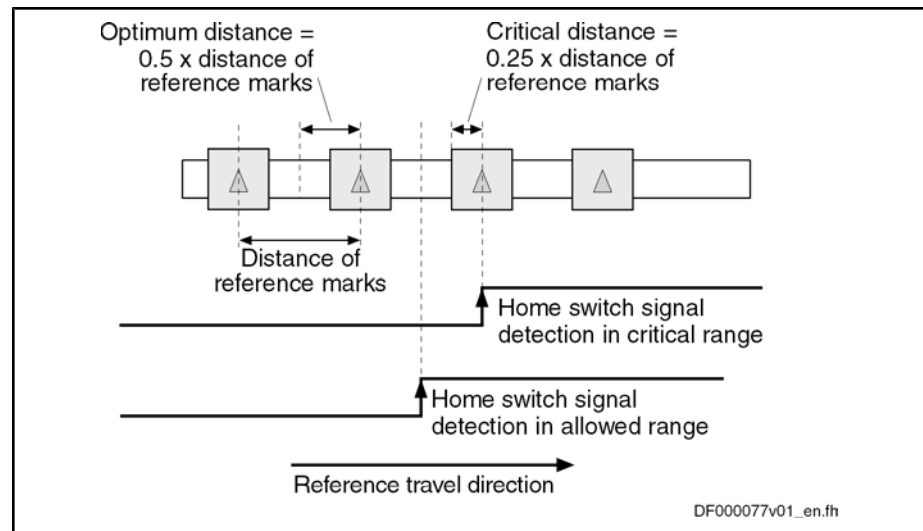 Optimum distance =
0.5 x distance of
reference marks
Critical distance =
0.25 x distance of
reference marks
Distance of
reference marks
Home switch signal
detection in critical range
Home switch signal
detection in allowed range
Reference travel direction
DF000077v01_en.fh